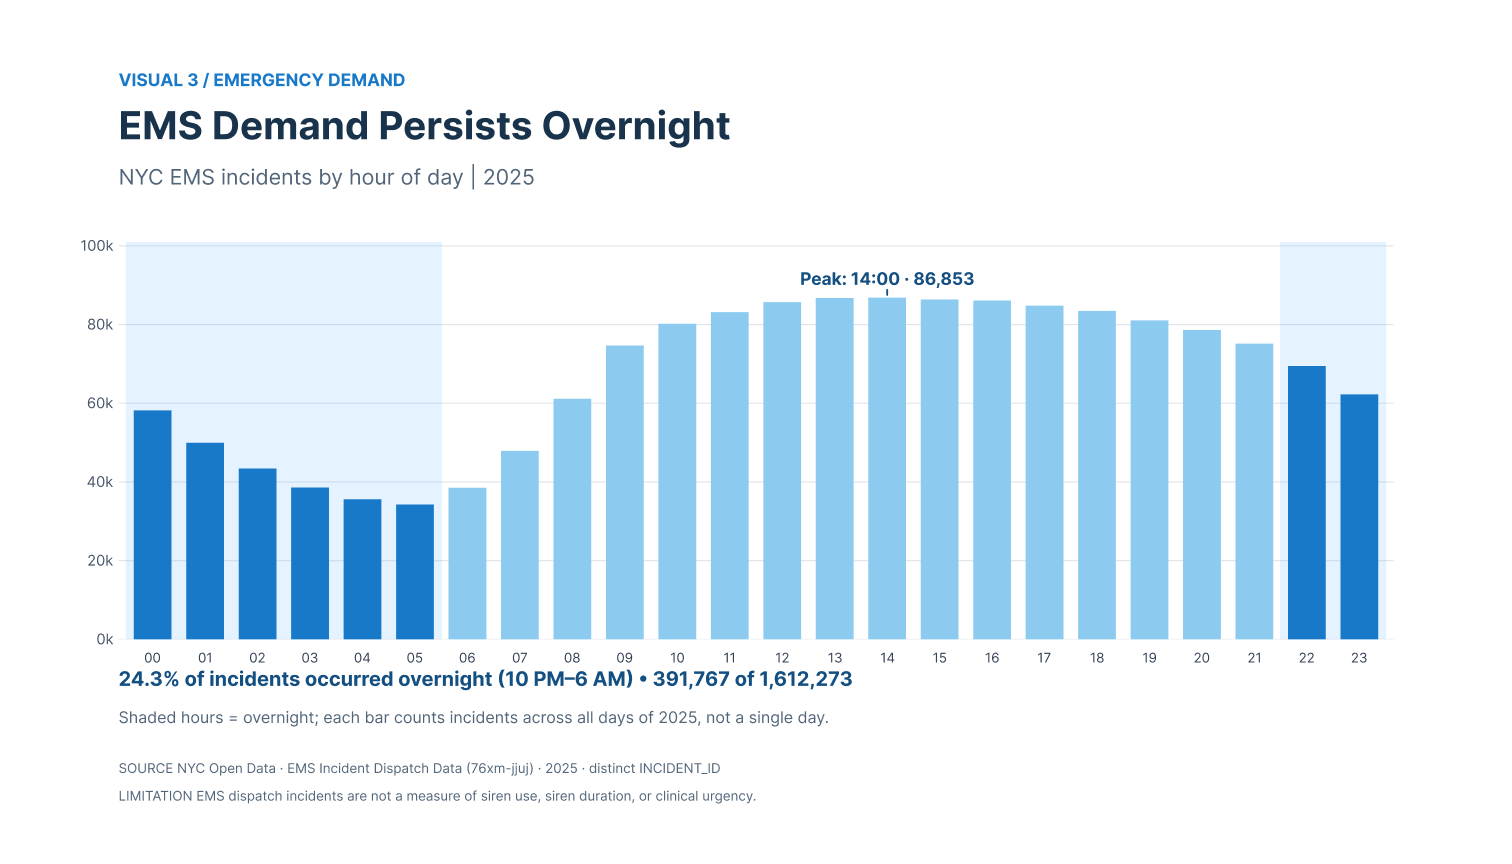 VISUAL 3 / EMERGENCY DEMAND
EMS Demand Persists Overnight
NYC EMS incidents by hour of day | 2025
100k
80k
60k
40k
20k
0k
Peak: 14:00 · 86,853
00 01 02 03 04 05 06 07 08 09 10 11 12 13 14 15 16 17 18 19 20 21 22 23
24.3% of incidents occurred overnight (10 PM–6 AM) • 391,767 of 1,612,273
Shaded hours = overnight; each bar counts incidents across all days of 2025, not a single day.
SOURCE NYC Open Data · EMS Incident Dispatch Data (76xm-jjuj) · 2025 · distinct INCIDENT_ID
LIMITATION EMS dispatch incidents are not a measure of siren use, siren duration, or clinical urgency.